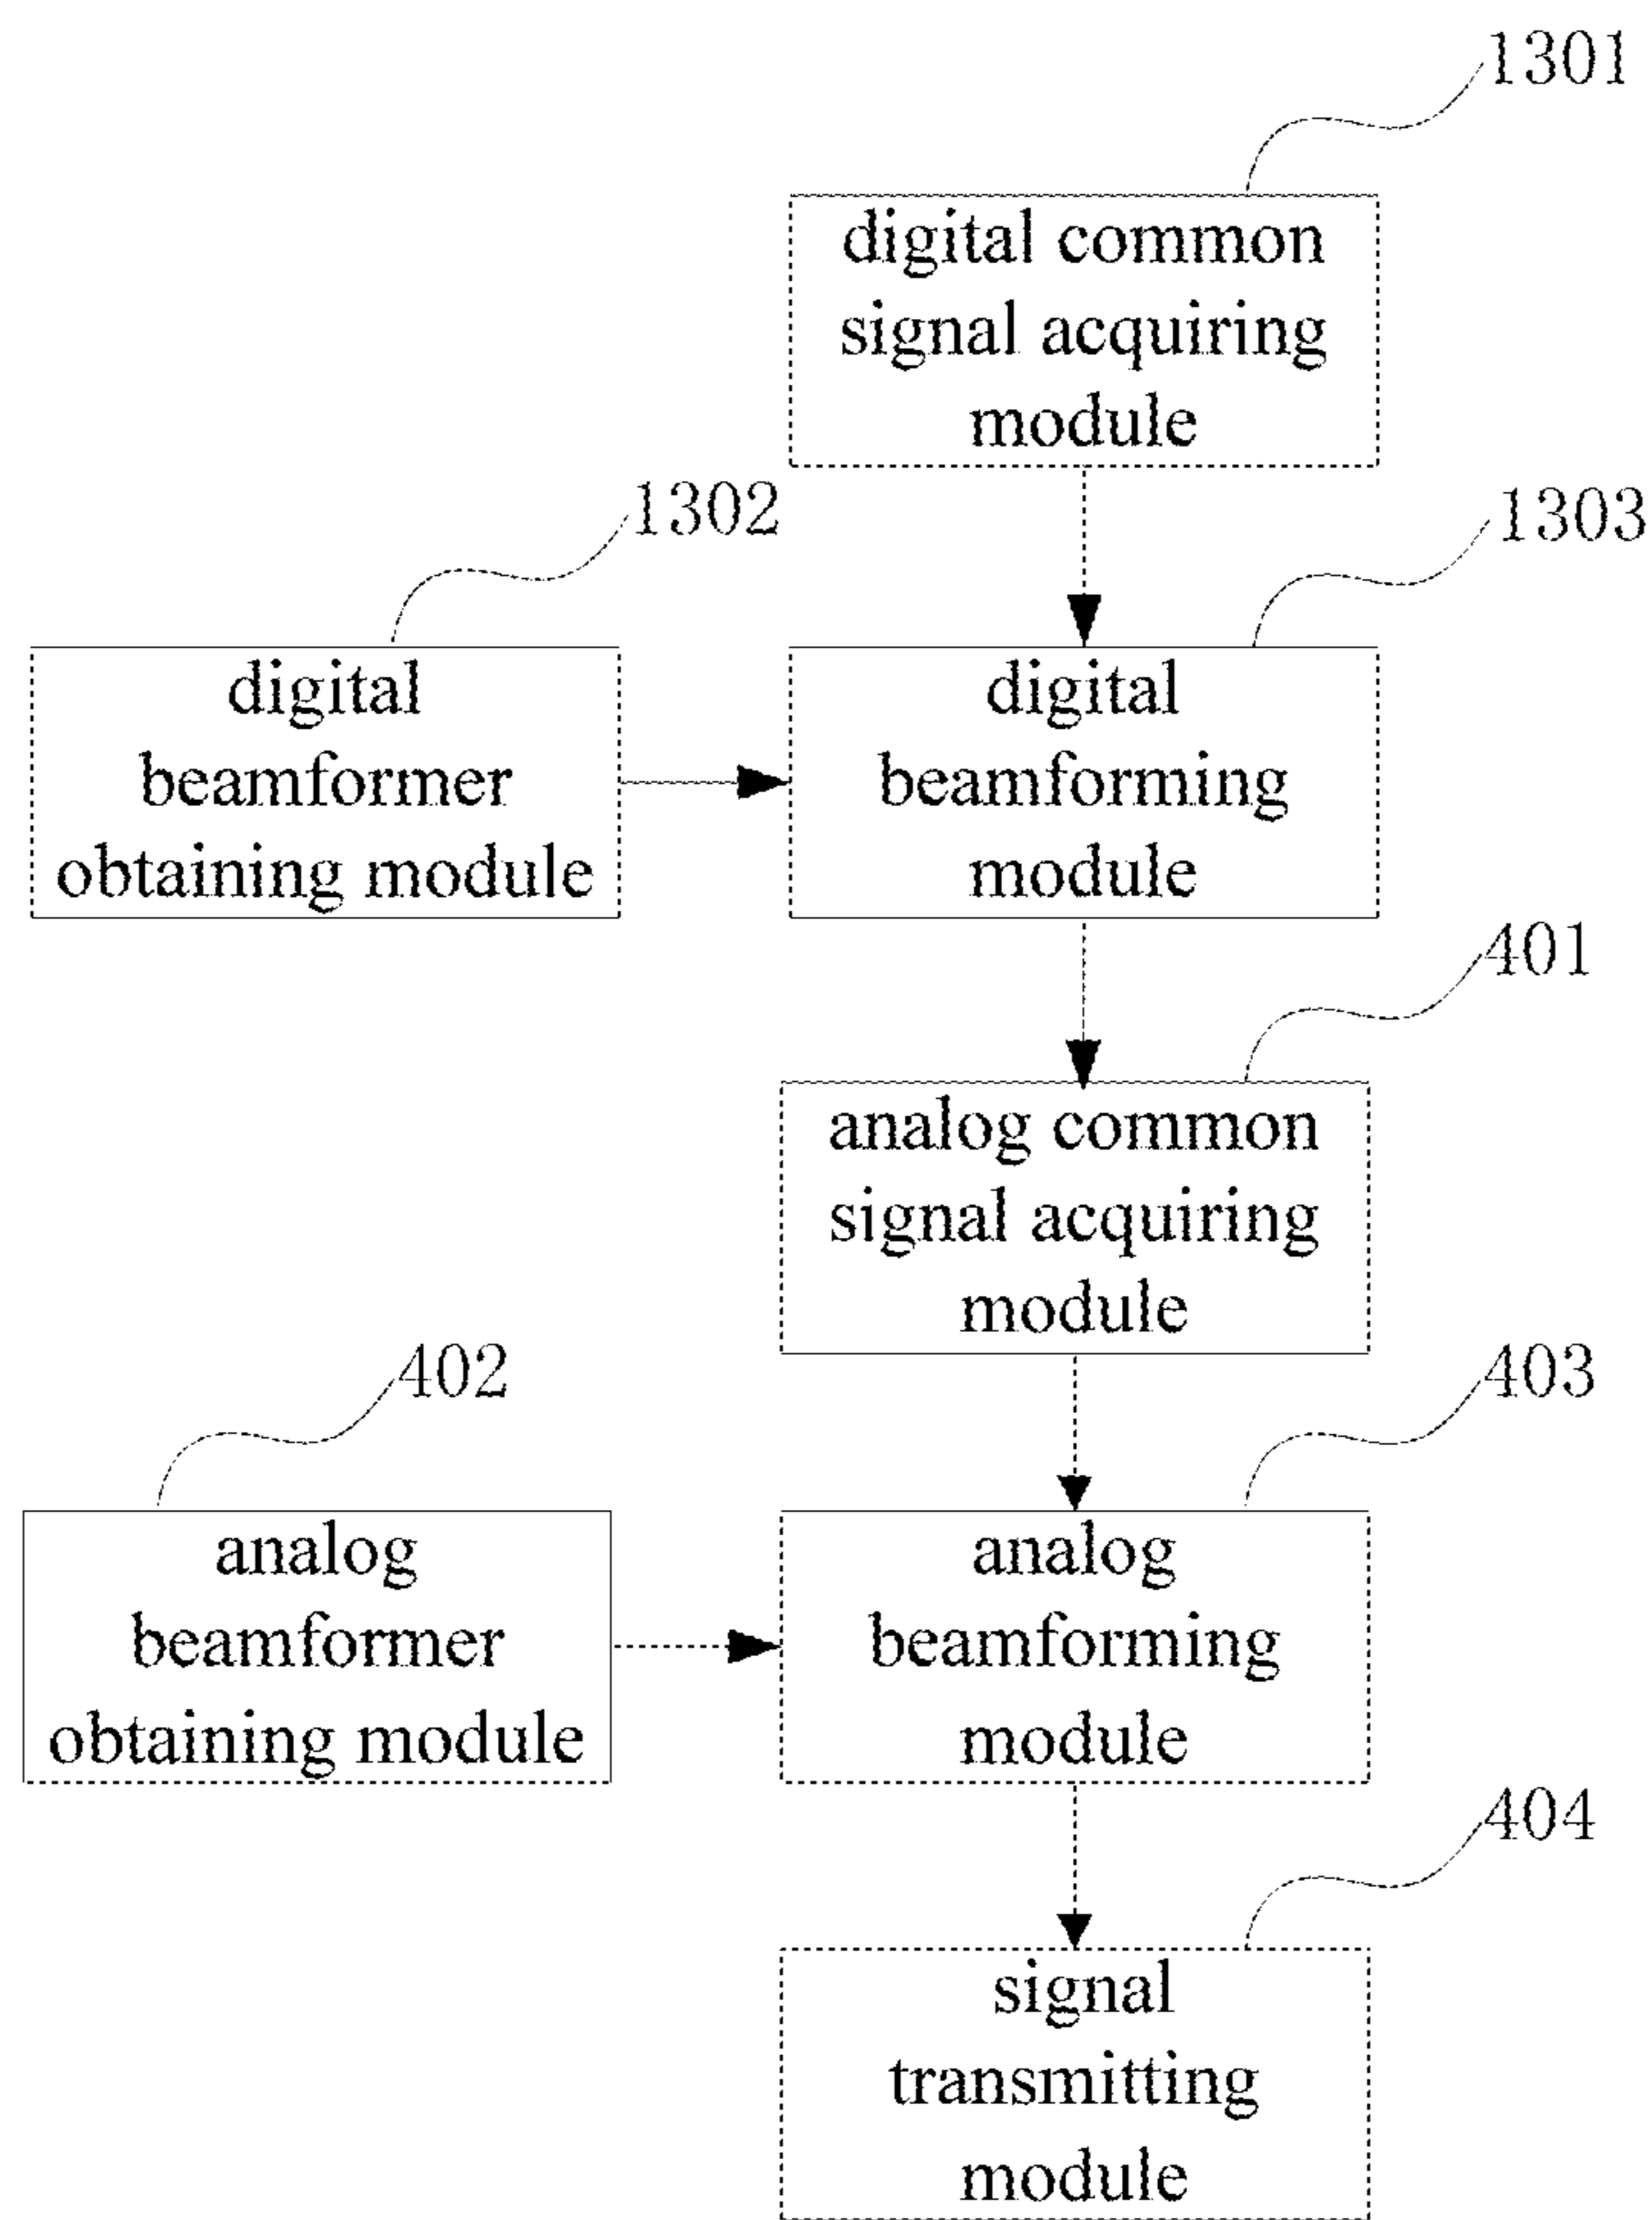 1301
digital common
signal acquiring
module
1302
1303
digital
beamformer
obtaining module
digital
beamforming
module
401
analog common
signal acquiring
module
402
403
analog
beamformer
obtaining module
analog
beamforming
module
404
signal
transmitting
module